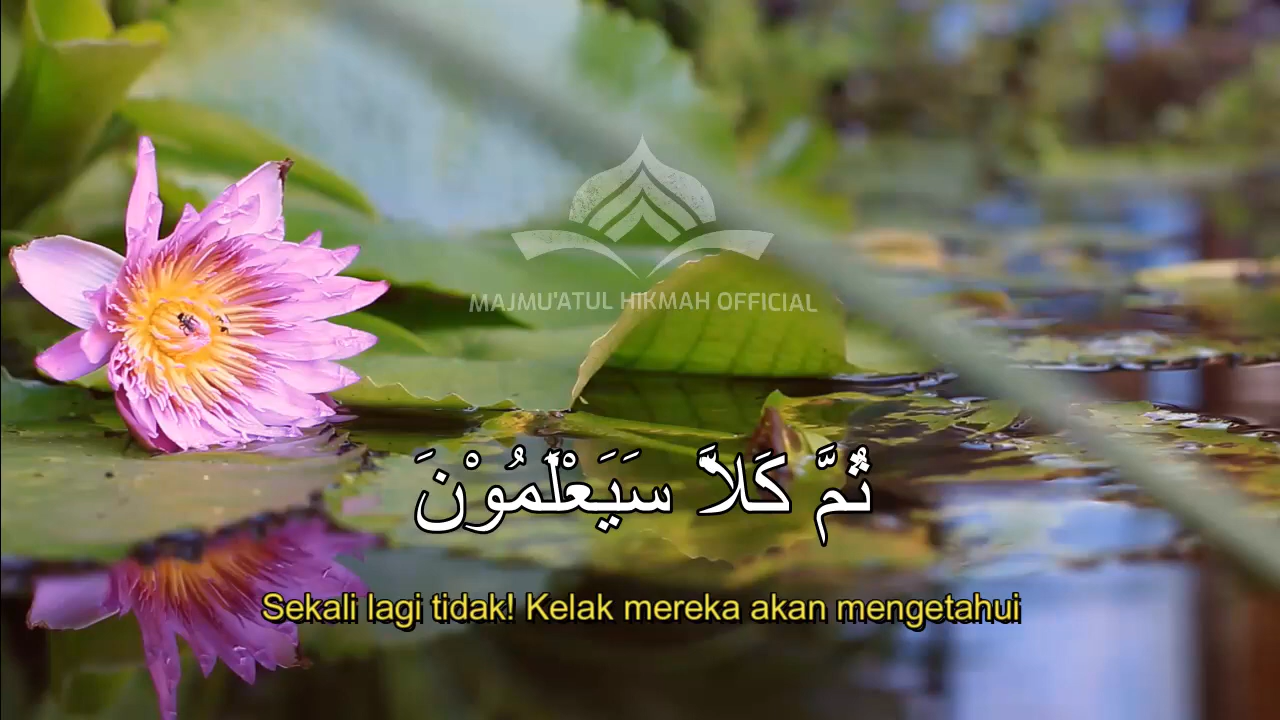 MAJMU'ATUL HIKMAH OFFICIAL
ثُمَّ كَلاَّ سَيَعْلَمُوْنَ
Sekali lagi tidak! Kelak mereka akan mengetahui